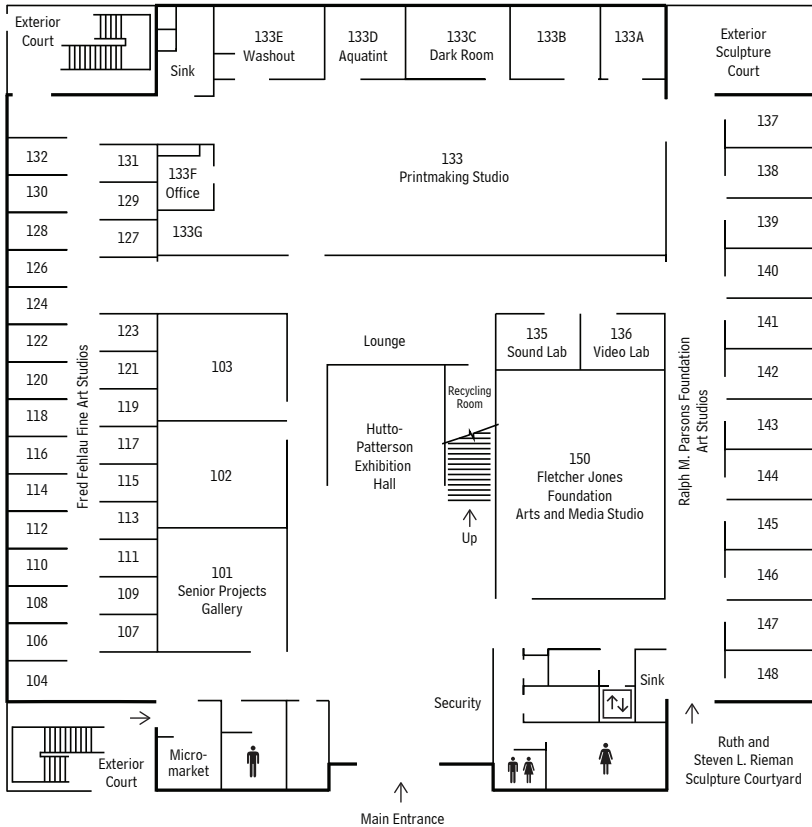 Exterior
Court
Sink
133E
Washout
133D
Aquatint
133C
Dark Room
133B
133A
Exterior
Sculpture
Court
132
130
128
126
124
122
120
118
116
114
112
110
108
106
104
Fred Fehlau Fine Art Studios
131
129
127
133F
Office
133G
133
Printmaking Studio
123
121
119
117
115
113
111
109
107
103
102
101
Senior Projects
Gallery
Lounge
Hutto-
Patterson
Exhibition
Hall
Recycling
Room
Up
135
Sound Lab
136
Video Lab
150
Fletcher Jones
Foundation
Arts and Media Studio
Ralph M. Parsons Foundation
Art Studios
137
138
139
140
141
142
143
144
145
146
147
148
Exterior
Court
Micro-
market
Security
Sink
Ruth and
Steven L. Rieman
Sculpture Courtyard
Main Entrance